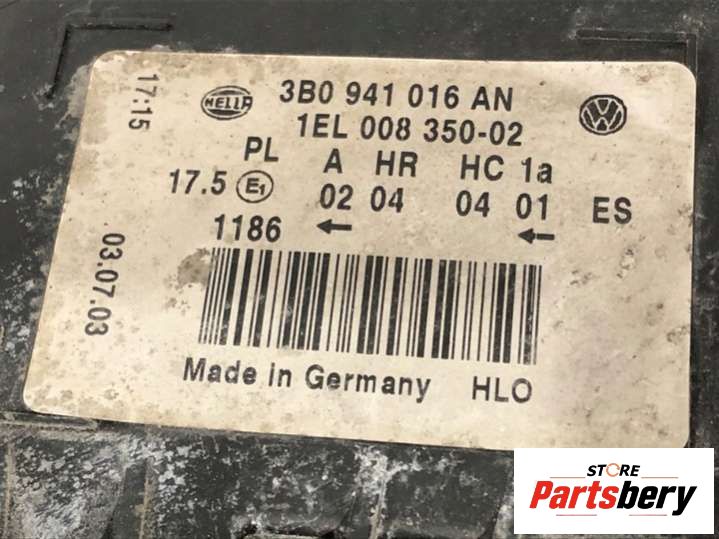 17:15
HELLA
3B0 941 016 AN
1EL 008 350-02
PL A HR HC 1a
17.5 E1 02 04 04 01 ES
1186 ← ←
03.07.03
Made in Germany HLO
STORE
Partsbery